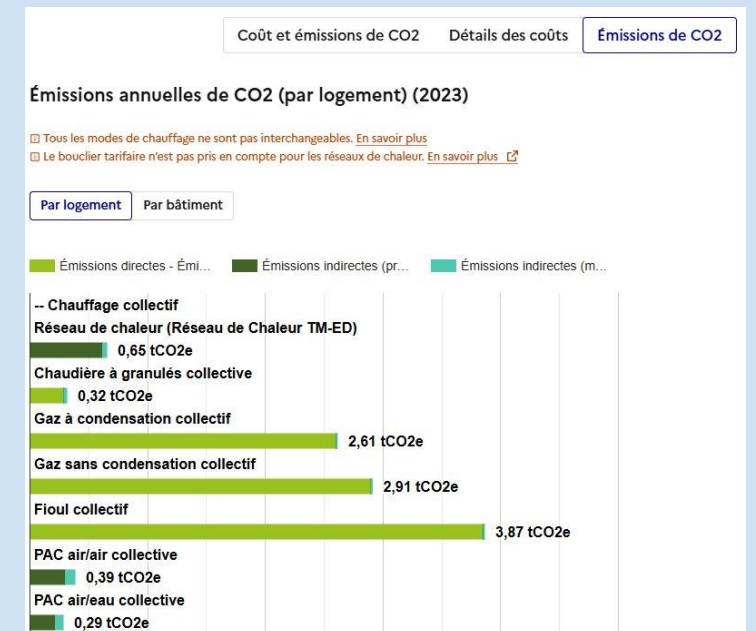 Coût et émissions de CO2 Détails des coûts Émissions de CO2
Émissions annuelles de CO2 (par logement) (2023)
Tous les modes de chauffage ne sont pas interchangeables. En savoir plus
Le bouclier tarifaire n'est pas pris en compte pour les réseaux de chaleur. En savoir plus
Par logement Par bâtiment
Émissions directes - Émi... Émissions indirectes (pr... Émissions indirectes (m...
-- Chauffage collectif
Réseau de chaleur (Réseau de Chaleur TM-ED)
0,65 tCO2e
Chaudière à granulés collective
0,32 tCO2e
Gaz à condensation collectif
2,61 tCO2e
Gaz sans condensation collectif
2,91 tCO2e
Fioul collectif
3,87 tCO2e
PAC air/air collective
0,39 tCO2e
PAC air/eau collective
0,29 tCO2e